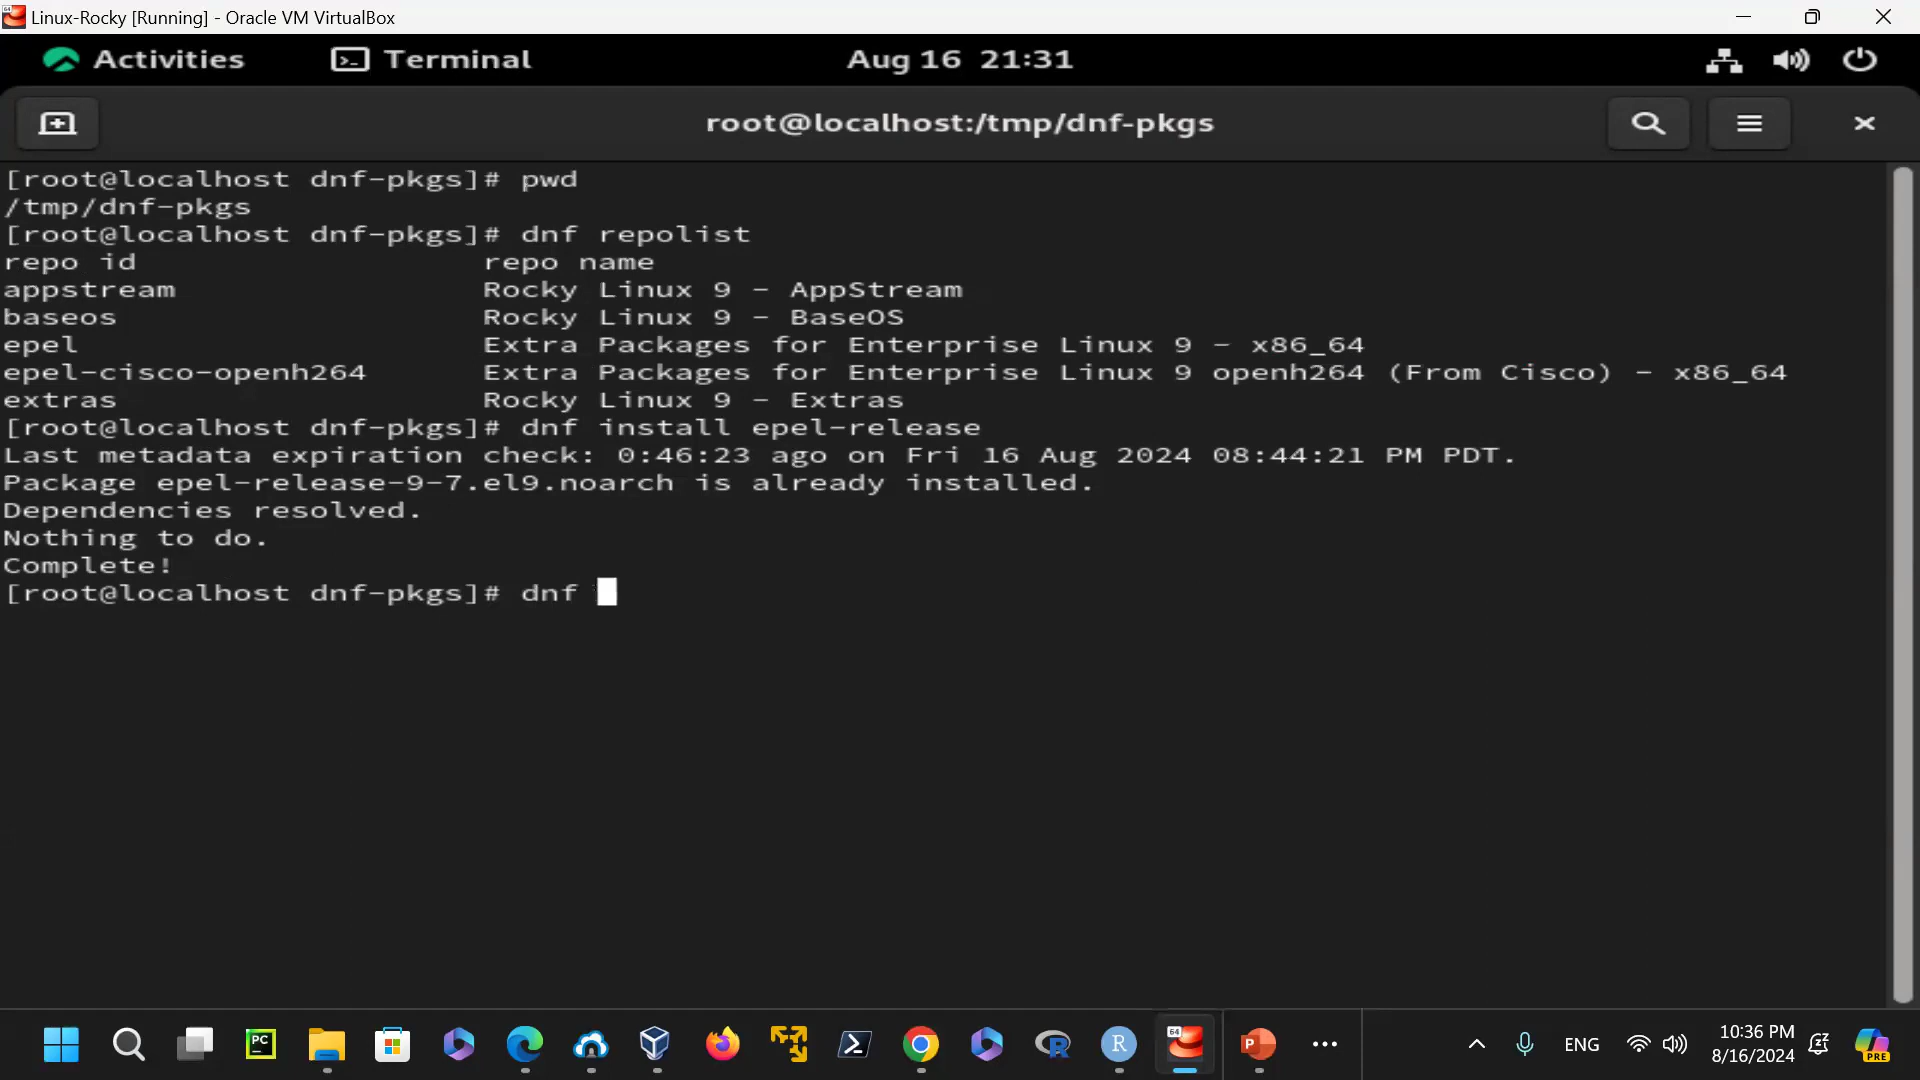 Linux-Rocky [Running] - Oracle VM VirtualBox
Activities Terminal Aug 16 21:31
root@localhost:/tmp/dnf-pkgs
[root@localhost dnf-pkgs]# pwd
/tmp/dnf-pkgs
[root@localhost dnf-pkgs]# dnf repolist
repo id repo name
appstream Rocky Linux 9 - AppStream
baseos Rocky Linux 9 - BaseOS
epel Extra Packages for Enterprise Linux 9 - x86_64
epel-cisco-openh264 Extra Packages for Enterprise Linux 9 openh264 (From Cisco) - x86_64
extras Rocky Linux 9 - Extras
[root@localhost dnf-pkgs]# dnf install epel-release
Last metadata expiration check: 0:46:23 ago on Fri 16 Aug 2024 08:44:21 PM PDT.
Package epel-release-9-7.el9.noarch is already installed.
Dependencies resolved.
Nothing to do.
Complete!
[root@localhost dnf-pkgs]# dnf
PC
R
R
64
P
ENG
10:36 PM
8/16/2024
PRE